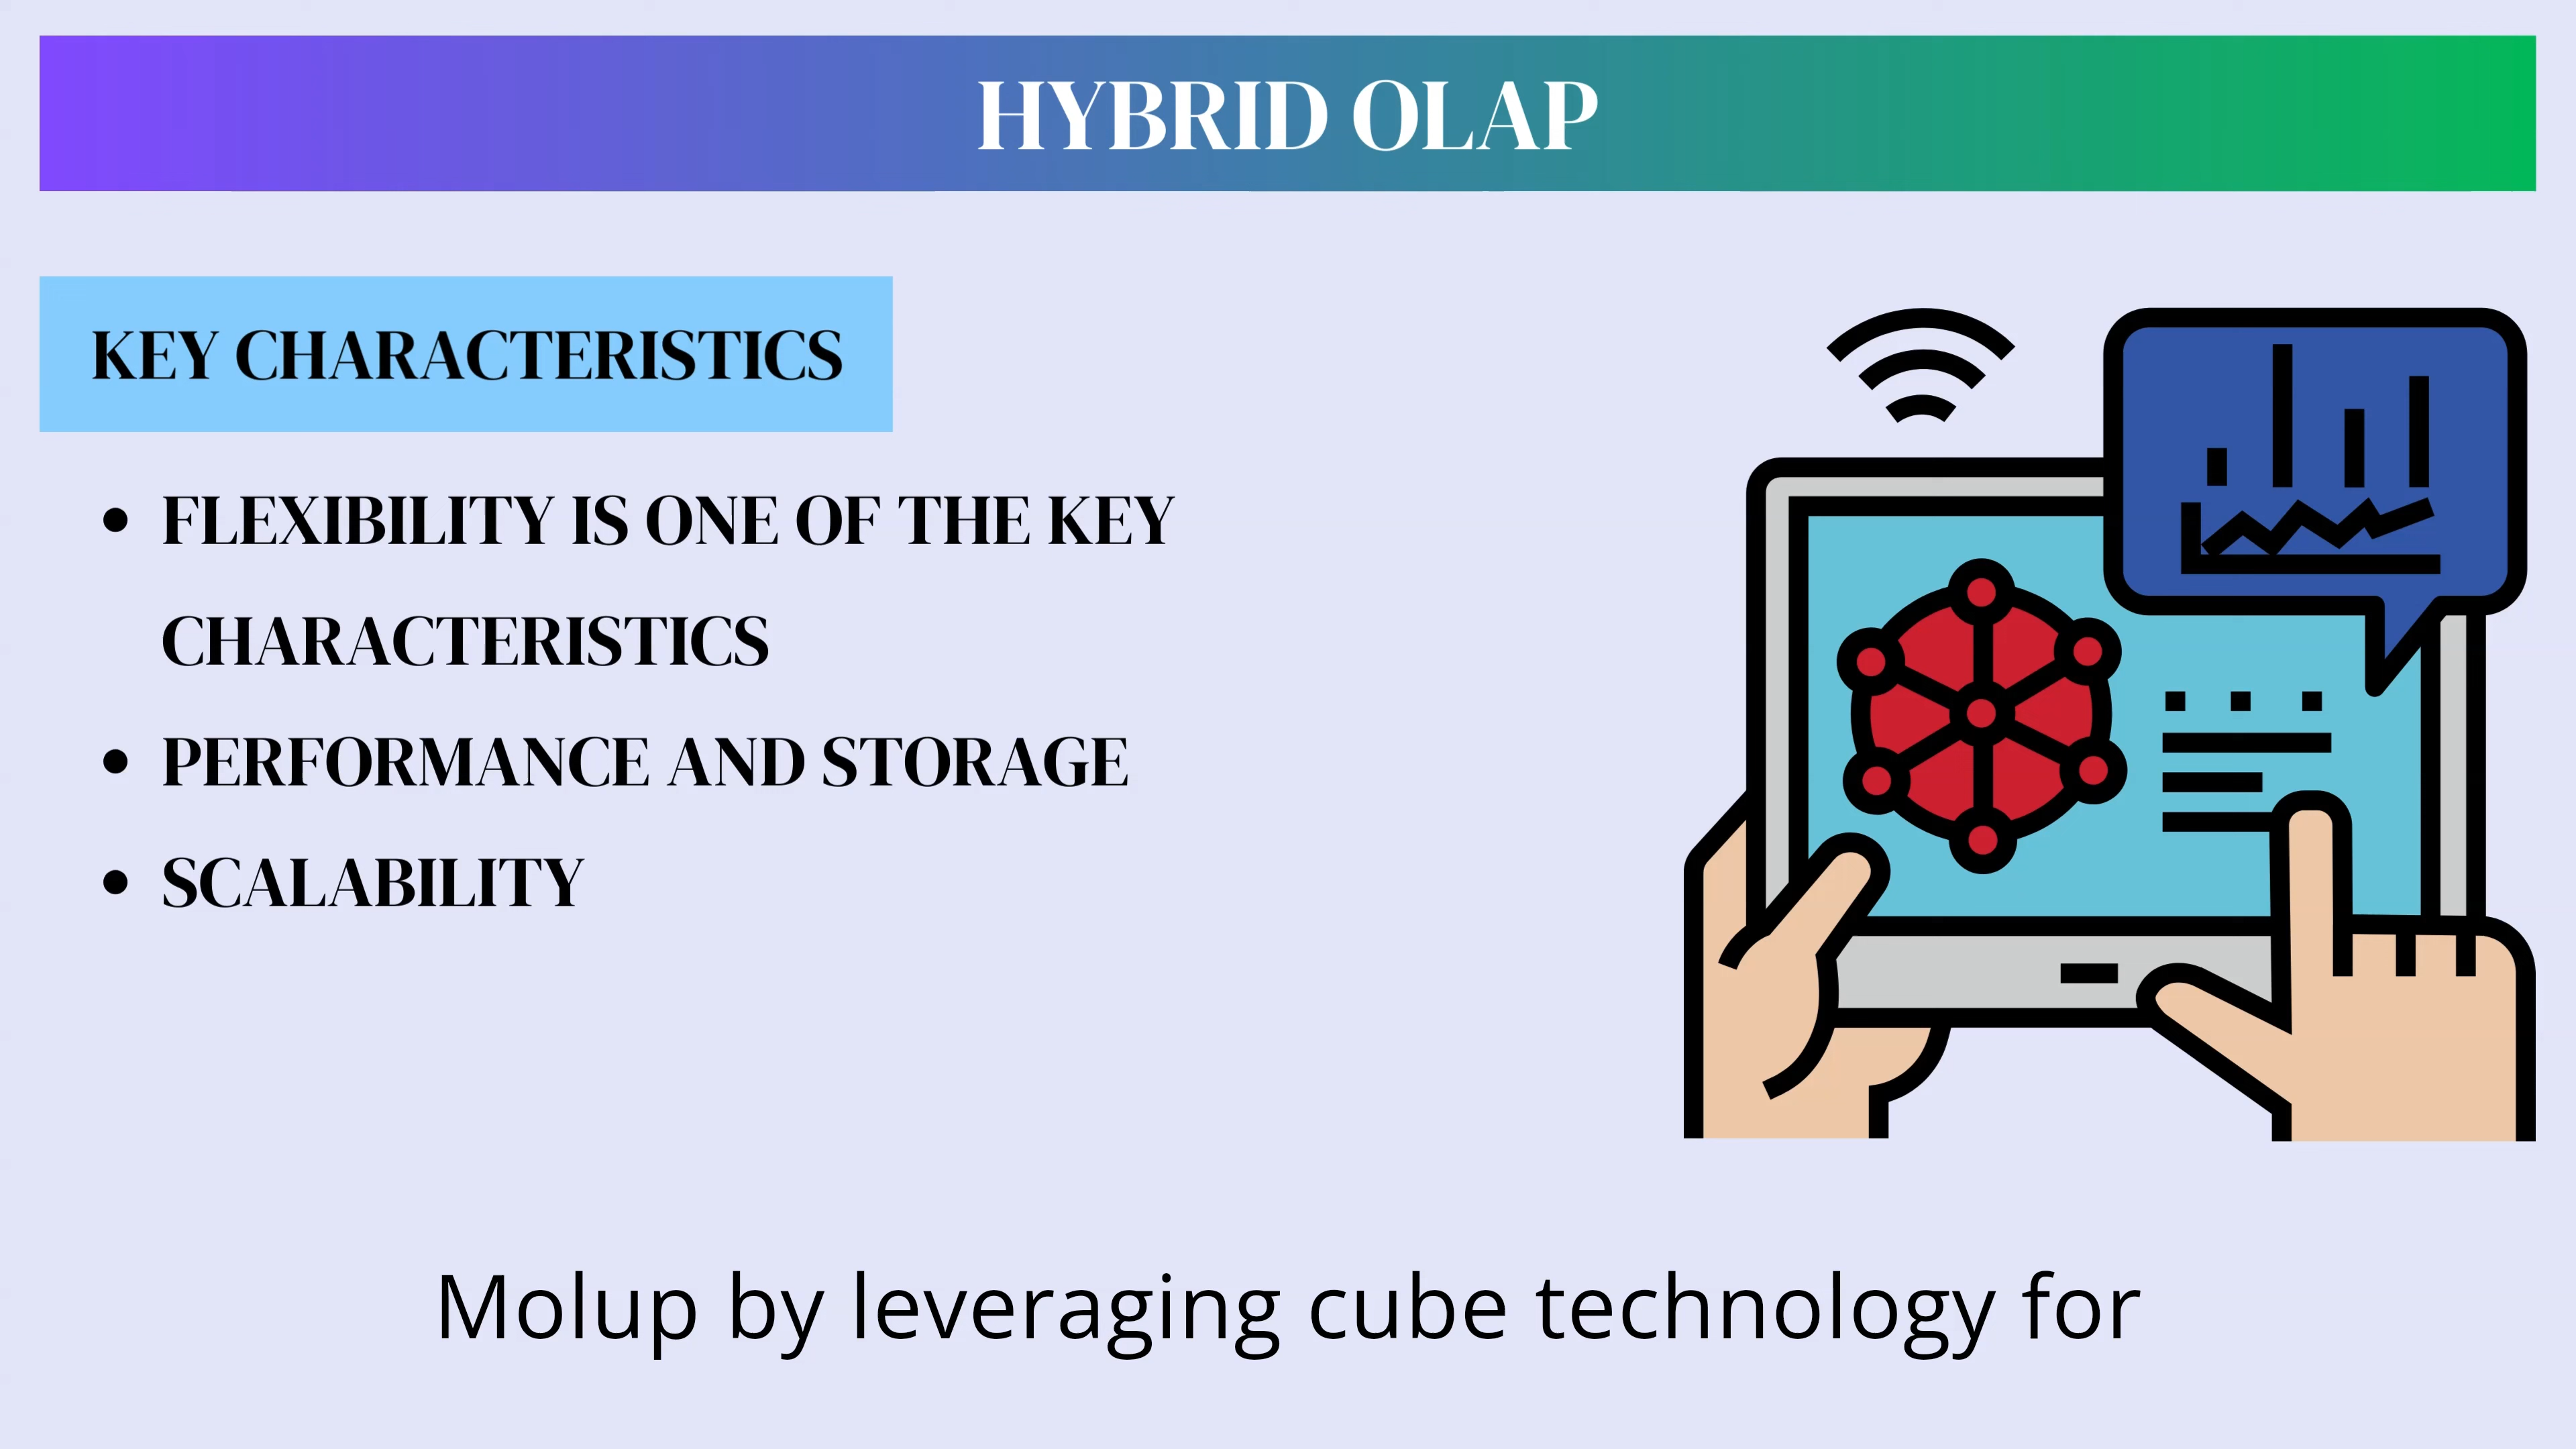 HYBRID OLAP
KEY CHARACTERISTICS
• FLEXIBILITY IS ONE OF THE KEY
CHARACTERISTICS
• PERFORMANCE AND STORAGE
• SCALABILITY
Molup by leveraging cube technology for